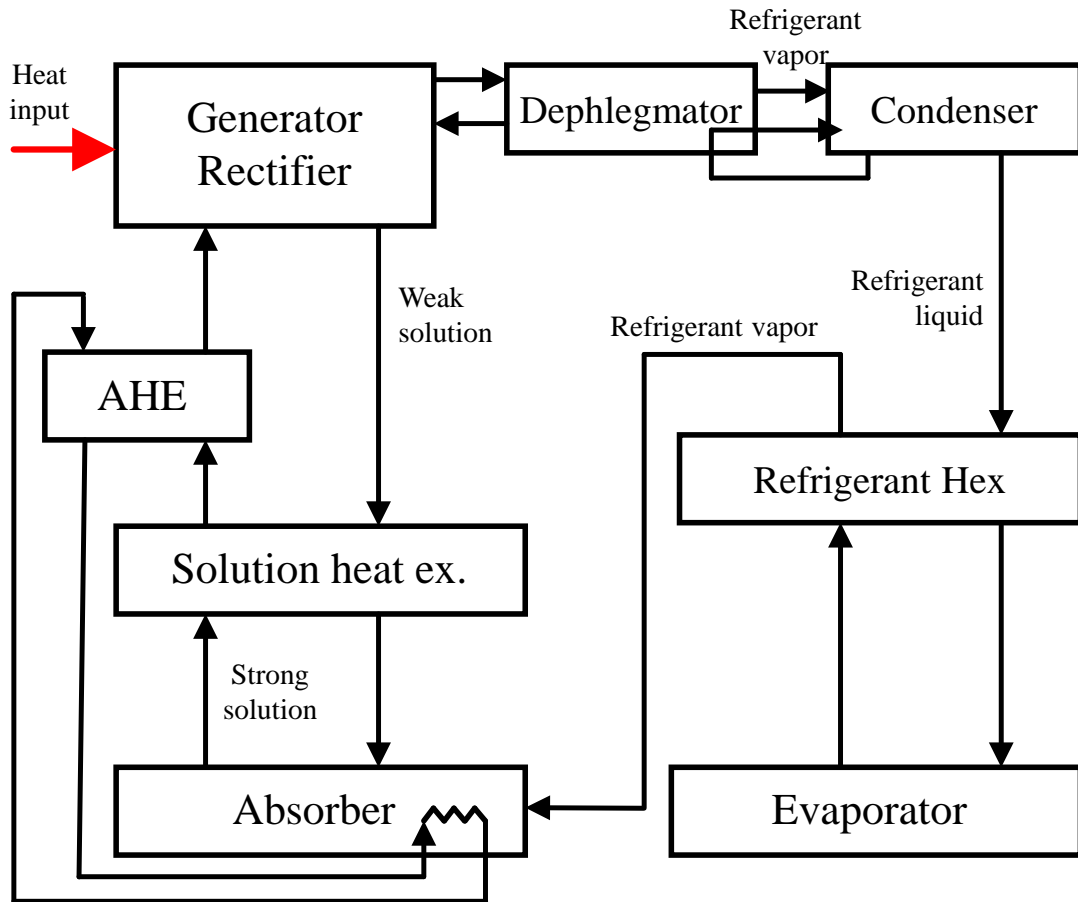 Refrigerant
vapor
Heat
input
Generator
Rectifier
Dephlegmator
Condenser
Weak
solution
Refrigerant
liquid
Refrigerant vapor
AHE
Refrigerant Hex
Solution heat ex.
Strong
solution
Absorber
Evaporator